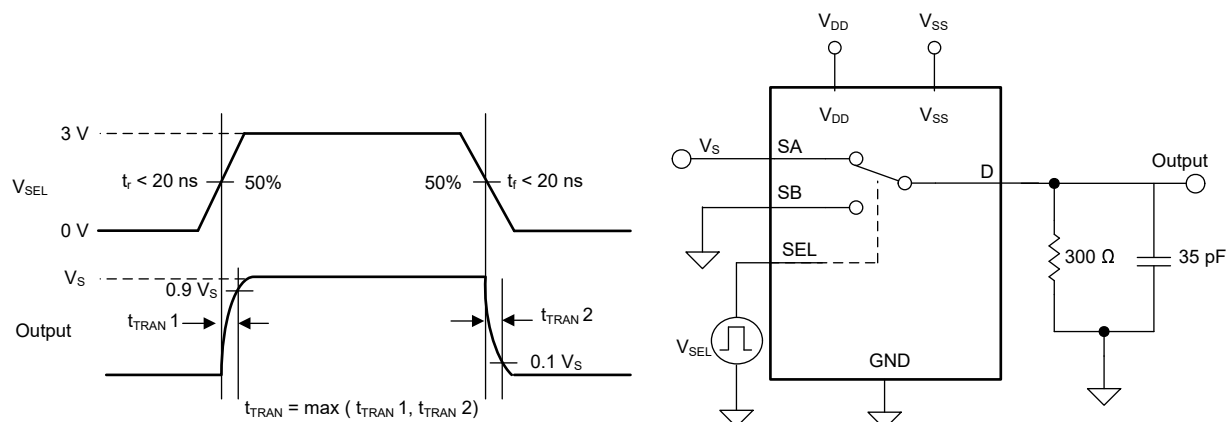 3 V
V_SEL
t_r < 20 ns
50%
50%
t_f < 20 ns
0 V
V_S
0.9 V_S
Output
t_TRAN 1
t_TRAN 2
0.1 V_S
t_TRAN = max ( t_TRAN 1, t_TRAN 2)
V_DD
V_SS
V_DD
V_SS
V_S
SA
Output
D
SB
SEL
300 Ω
35 pF
V_SEL
GND